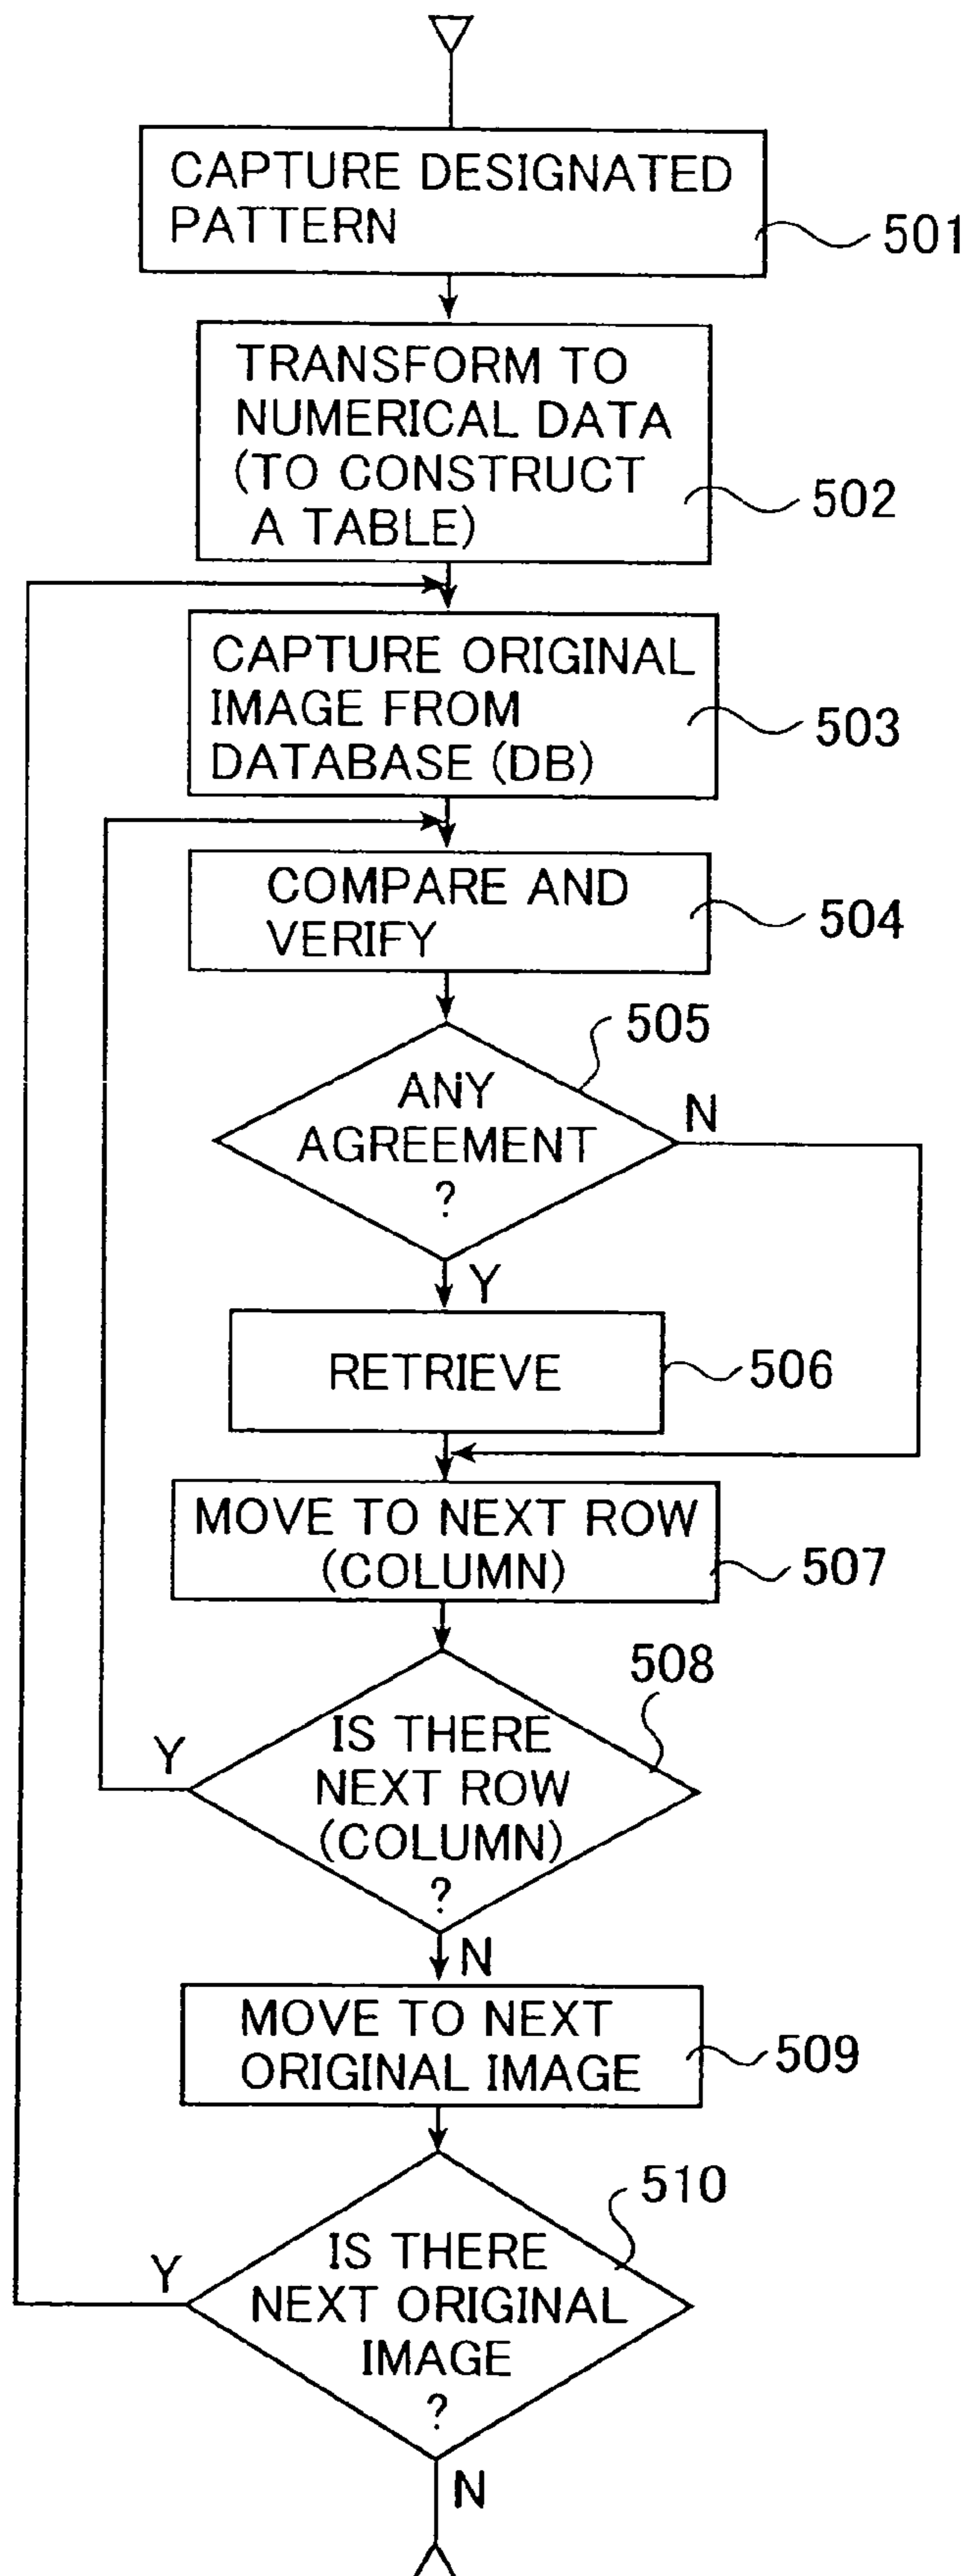 CAPTURE DESIGNATED
PATTERN
501
TRANSFORM TO
NUMERICAL DATA
(TO CONSTRUCT
A TABLE)
502
CAPTURE ORIGINAL
IMAGE FROM
DATABASE (DB)
503
COMPARE AND
VERIFY
504
505
ANY
AGREEMENT
?
N
Y
RETRIEVE
506
MOVE TO NEXT ROW
(COLUMN)
507
508
IS THERE
NEXT ROW
(COLUMN)
?
Y
N
MOVE TO NEXT
ORIGINAL IMAGE
509
510
IS THERE
NEXT ORIGINAL
IMAGE
?
Y
N